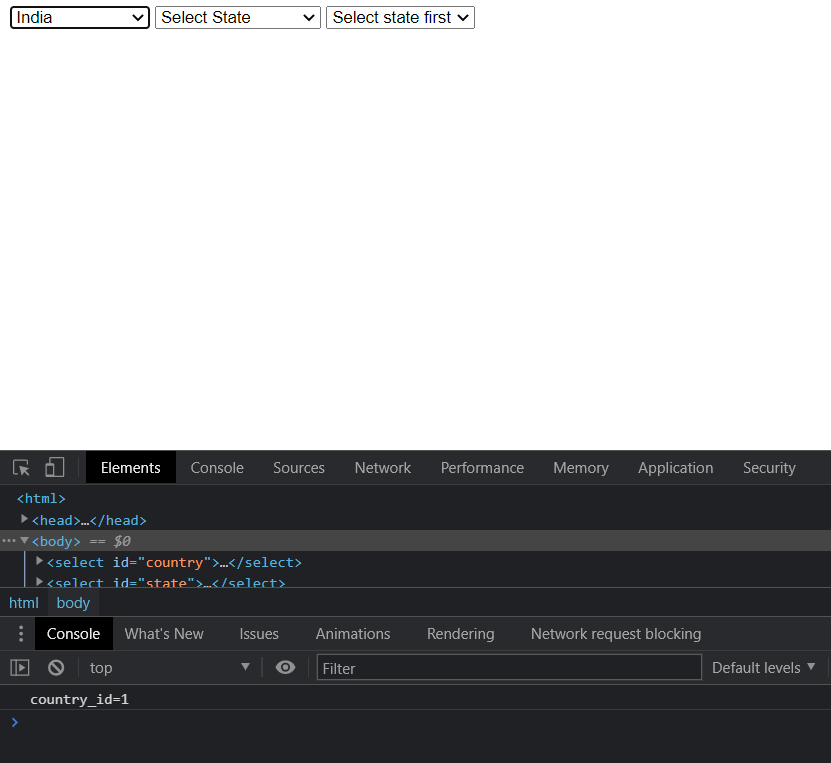 India Select State Select state first
Elements Console Sources Network Performance Memory Application Security
<html>
<head>…</head>
<body> == $0
<select id="country">…</select>
<select id="state">…</select>
html body
Console What's New Issues Animations Rendering Network request blocking
top Filter Default levels
country_id=1